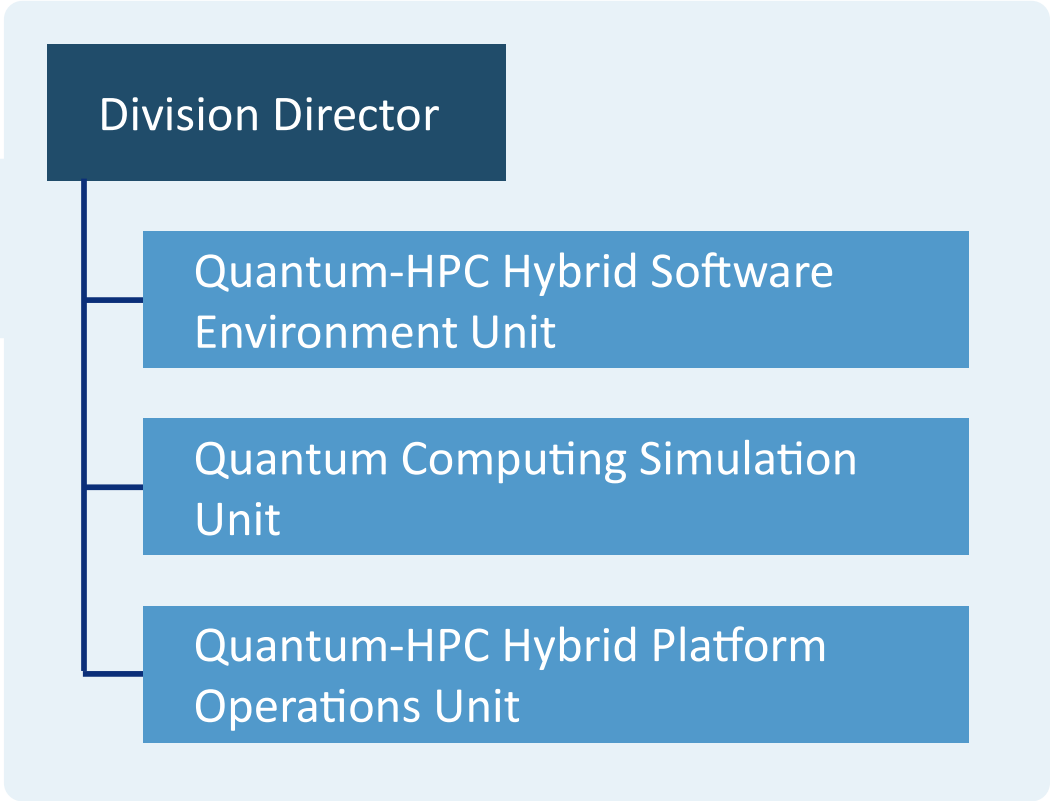 Division Director
Quantum-HPC Hybrid Software
Environment Unit
Quantum Computing Simulation
Unit
Quantum-HPC Hybrid Platform
Operations Unit